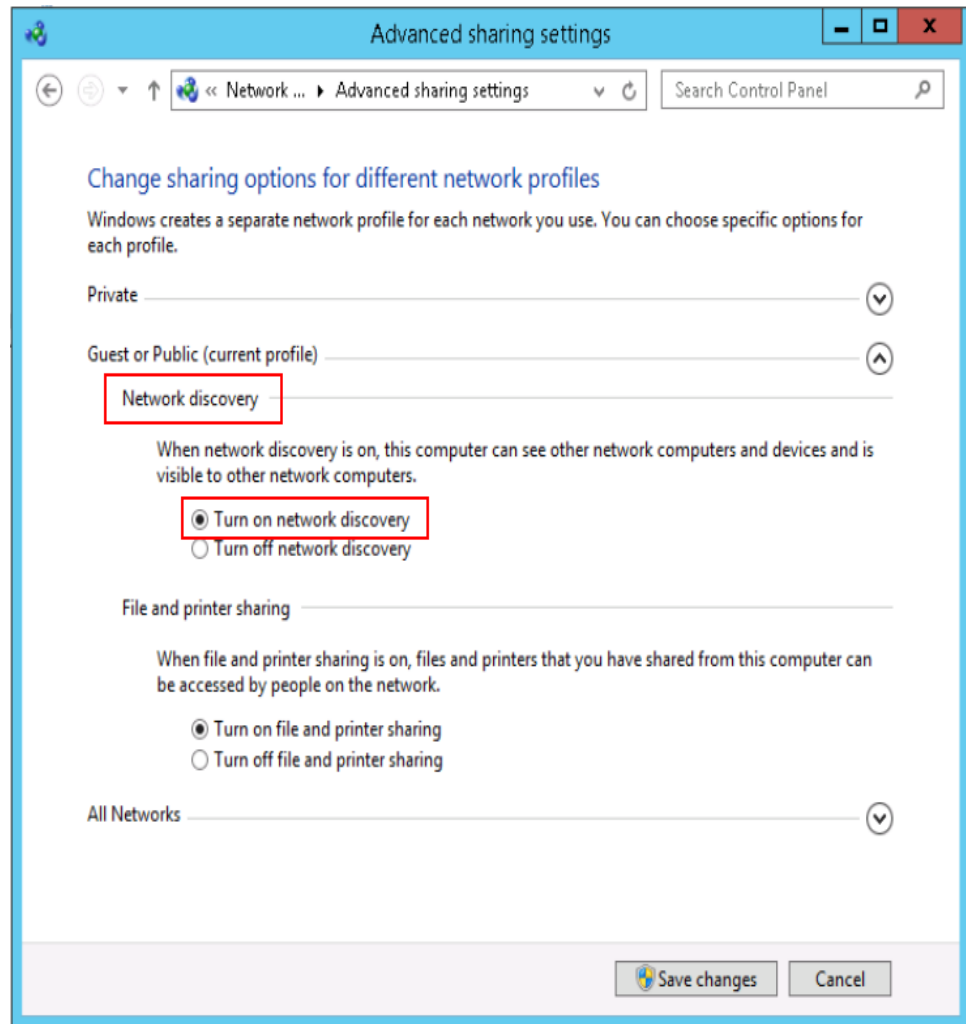 Advanced sharing settings
« Network ... Advanced sharing settings
Search Control Panel
Change sharing options for different network profiles
Windows creates a separate network profile for each network you use. You can choose specific options for
each profile.
Private
Guest or Public (current profile)
Network discovery
When network discovery is on, this computer can see other network computers and devices and is
visible to other network computers.
Turn on network discovery
Turn off network discovery
File and printer sharing
When file and printer sharing is on, files and printers that you have shared from this computer can
be accessed by people on the network.
Turn on file and printer sharing
Turn off file and printer sharing
All Networks
Save changes
Cancel